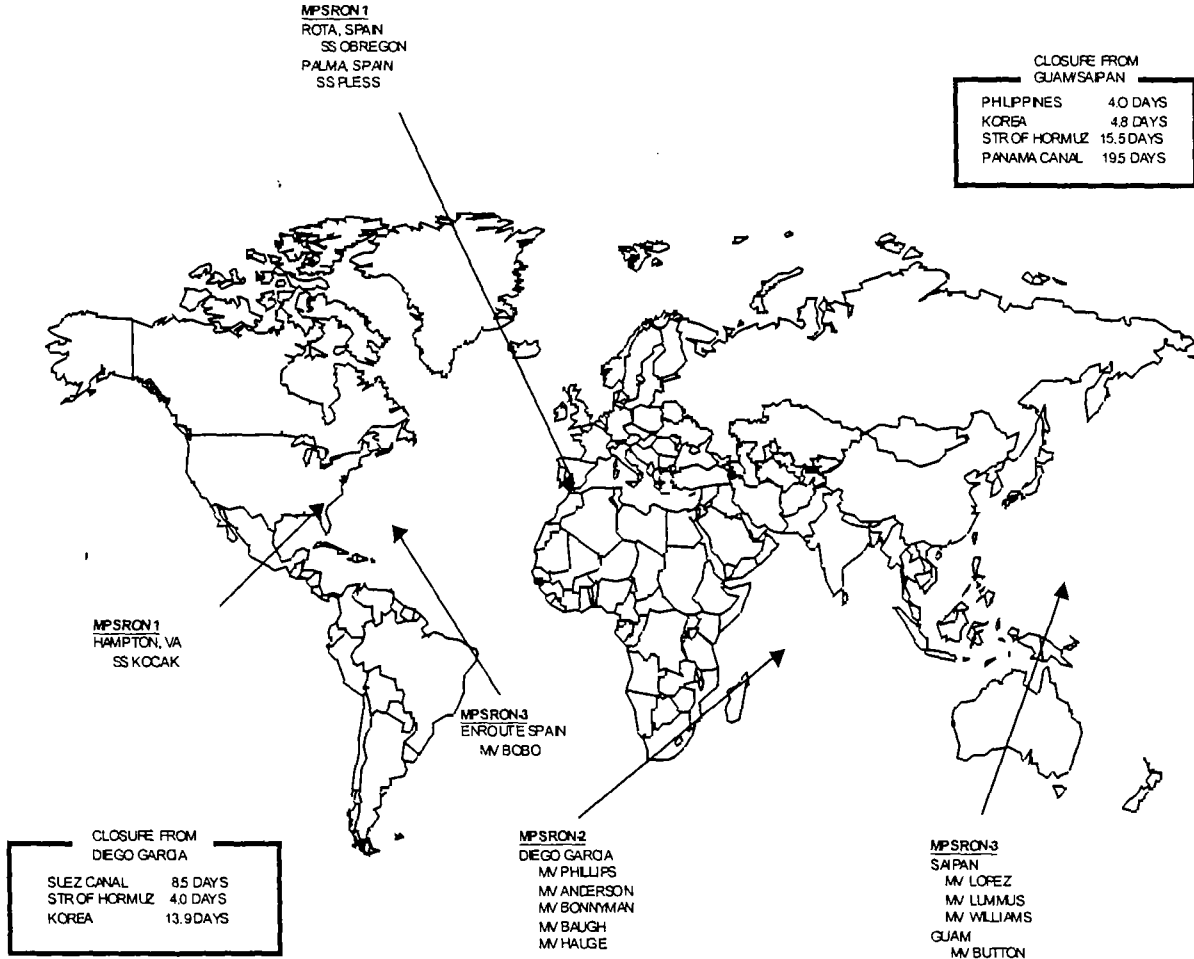 MPSRON 1
ROTA, SPAIN
SS OBREGON
PALMA, SPAIN
SS PLESS
CLOSURE FROM
GUAM/SAIPAN
PHILIPPINES 4.0 DAYS
KOREA 4.8 DAYS
STR OF HORMUZ 15.5 DAYS
PANAMA CANAL 19.5 DAYS
MPSRON 1
HAMPTON, VA
SS KOCAK
MPSRON-3
ENROUTE SPAIN
MV BOBO
CLOSURE FROM
DIEGO GARCIA
SUEZ CANAL 8.5 DAYS
STR OF HORMUZ 4.0 DAYS
KOREA 13.9 DAYS
MPSRON-2
DIEGO GARCIA
MV PHILLIPS
MV ANDERSON
MV BONNYMAN
MV BAUGH
MV HAUGE
MPSRON-3
SAIPAN
MV LOPEZ
MV LUMMUS
MV WILLIAMS
GUAM
MV BUTTON